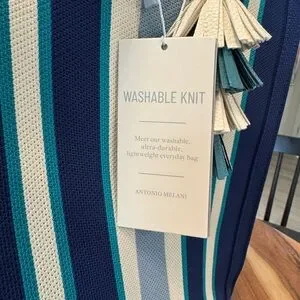 WASHABLE KNIT
Meet our washable,
ultra-durable,
lightweight everyday bag
ANTONIO MELANI